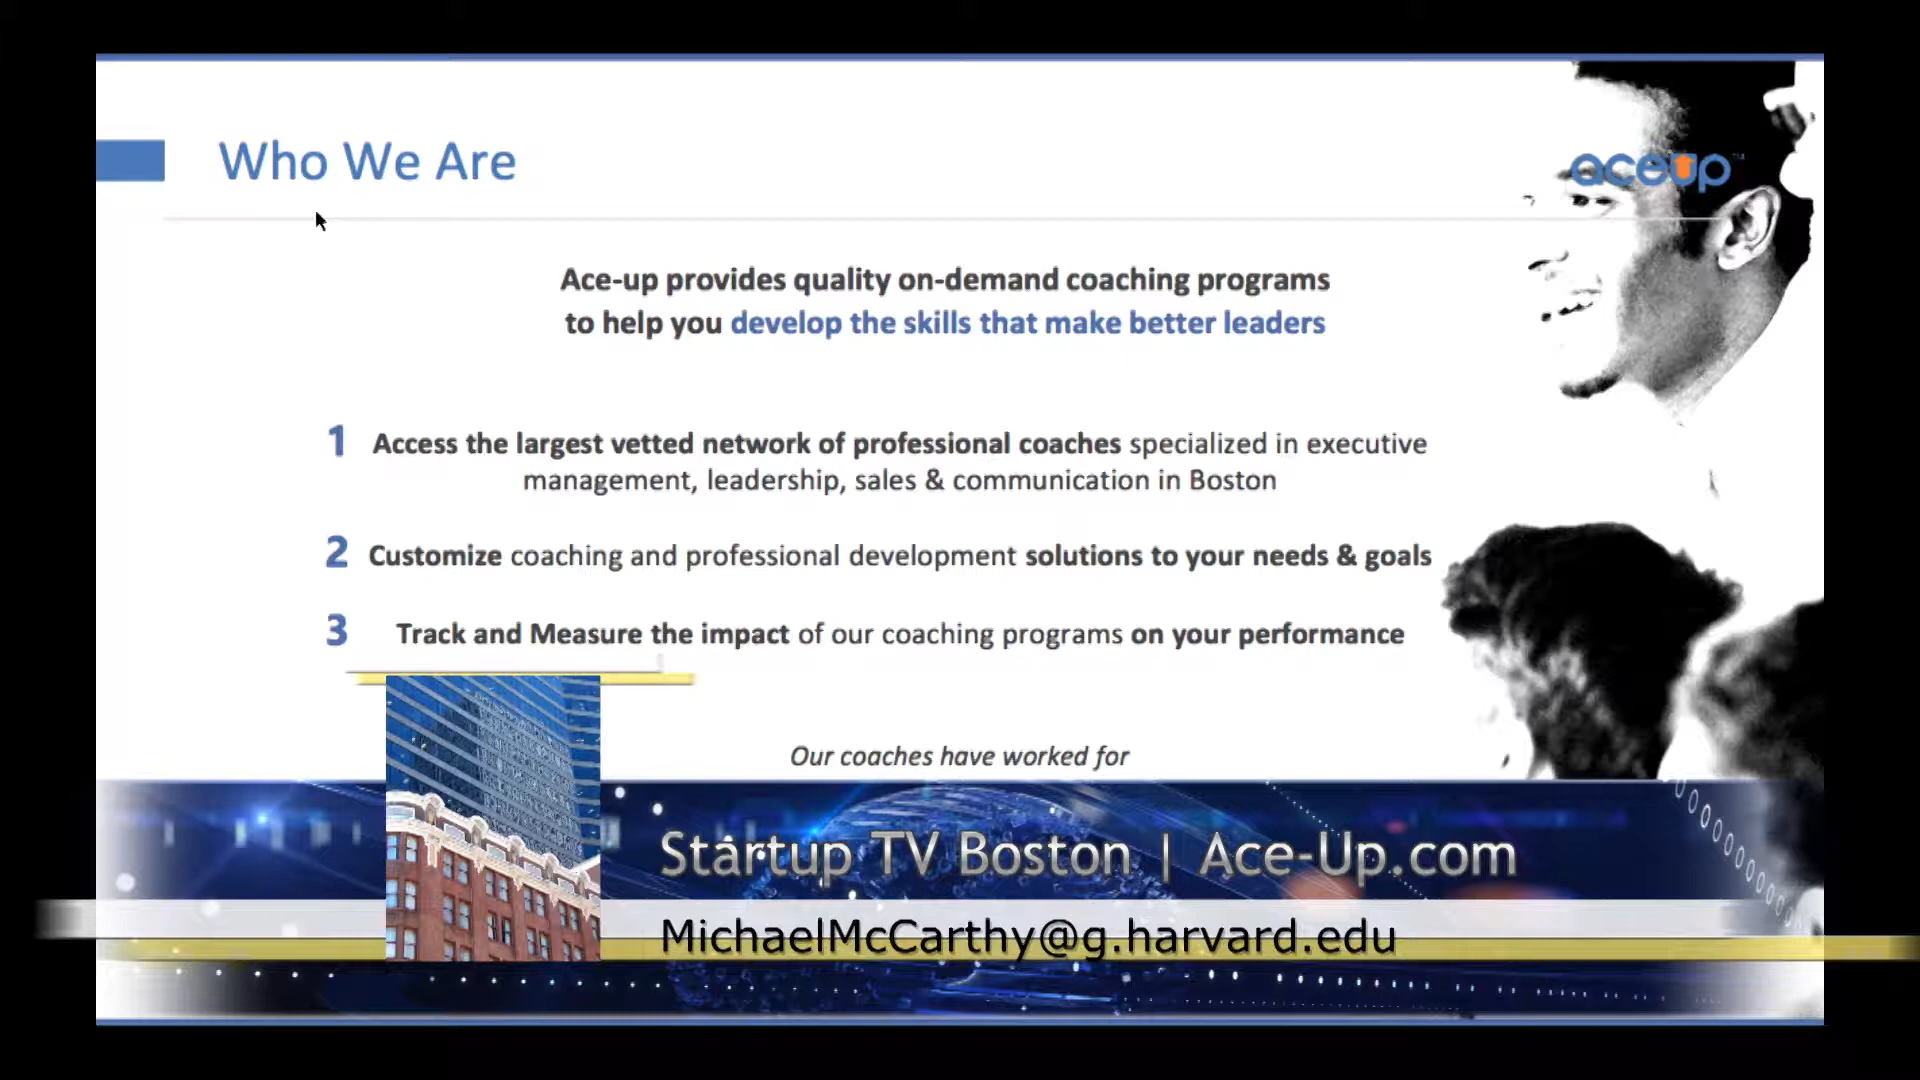 Who We Are
aceup™
Ace-up provides quality on-demand coaching programs
to help you develop the skills that make better leaders
1 Access the largest vetted network of professional coaches specialized in executive
management, leadership, sales & communication in Boston
2 Customize coaching and professional development solutions to your needs & goals
3 Track and Measure the impact of our coaching programs on your performance
Our coaches have worked for
Startup TV Boston | Ace-Up.com
MichaelMcCarthy@g.harvard.edu